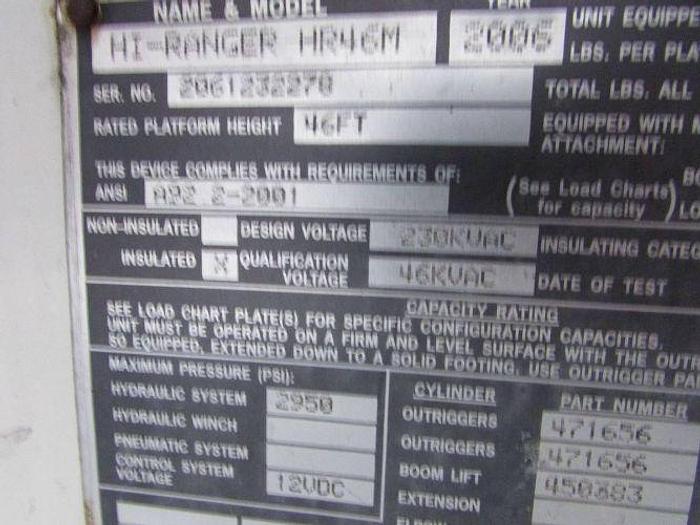 NAME & MODEL YEAR UNIT EQUIPPE
HI-RANGER HR46M 2006 LBS. PER PLA
SER. NO. 2061232270 TOTAL LBS. ALL
RATED PLATFORM HEIGHT 46FT EQUIPPED WITH
ATTACHMENT:
THIS DEVICE COMPLIES WITH REQUIREMENTS OF:
ANSI A92 2-2001 (See Load Charts for capacity)
NON-INSULATED DESIGN VOLTAGE 230KVAC INSULATING CATEG
INSULATED X QUALIFICATION VOLTAGE 46KVAC DATE OF TEST
CAPACITY RATING
SEE LOAD CHART PLATE(S) FOR SPECIFIC CONFIGURATION CAPACITIES.
UNIT MUST BE OPERATED ON A FIRM AND LEVEL SURFACE WITH THE OUTR
SO EQUIPPED, EXTENDED DOWN TO A SOLID FOOTING. USE OUTRIGGER PA
MAXIMUM PRESSURE (PSI):
HYDRAULIC SYSTEM 2950
HYDRAULIC WINCH
PNEUMATIC SYSTEM
CONTROL SYSTEM VOLTAGE 12VDC
CYLINDER PART NUMBER
OUTRIGGERS 471656
OUTRIGGERS 471656
BOOM LIFT 450383
EXTENSION